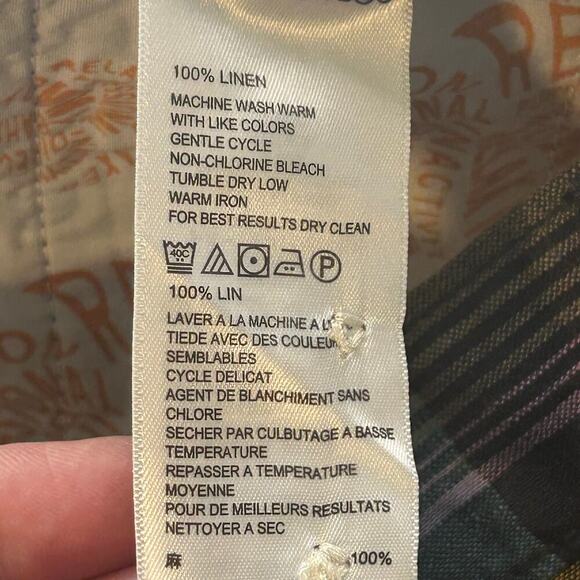 100% LINEN
MACHINE WASH WARM
WITH LIKE COLORS
GENTLE CYCLE
NON-CHLORINE BLEACH
TUMBLE DRY LOW
WARM IRON
FOR BEST RESULTS DRY CLEAN
40C P
100% LIN
LAVER A LA MACHINE A
TIEDE AVEC DES
SEMBLABLES
CYCLE DELICAT
AGENT DE BLANCHIMENT SANS
CHLORE
SECHER PAR CULBUTAGE A BASSE
TEMPERATURE
REPASSER A TEMPERATURE
MOYENNE
POUR DE MEILLEURS RESULTATS
NETTOYER A SEC
麻 100%